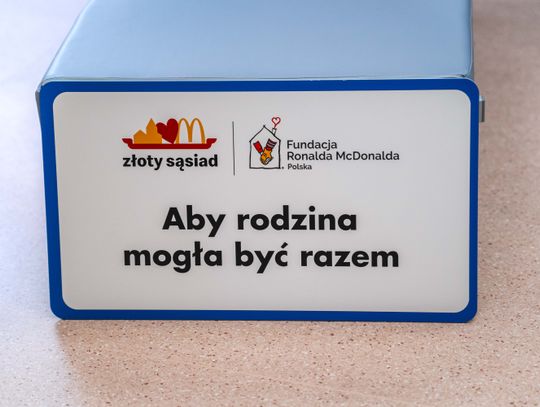 złoty sąsiad
Fundacja
Ronalda McDonalda
Polska
Aby rodzina
mogła być razem